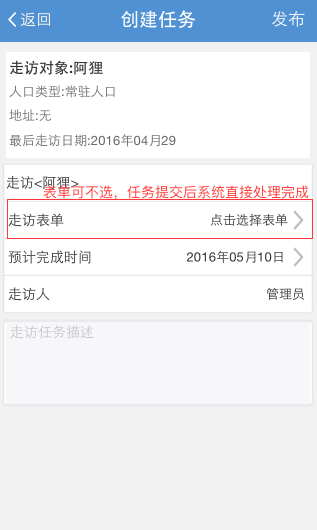 返回 创建任务 发布
走访对象:阿狸
人口类型:常驻人口
地址:无
最后走访日期:2016年04月29
走访<阿狸>
表单可不选，任务提交后系统直接处理完成
走访表单 点击选择表单
预计完成时间 2016年05月10日
走访人 管理员
走访任务描述